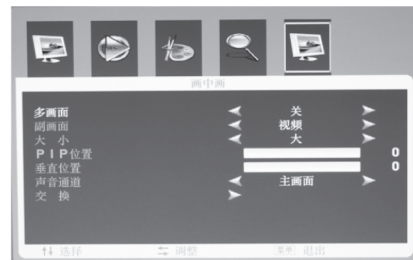 画中画
多画面 关
副画面 视频
大 小 大
P I P位置 0
垂直位置 0
声音通道 主画面
交 换
选择 调整 菜单 退出